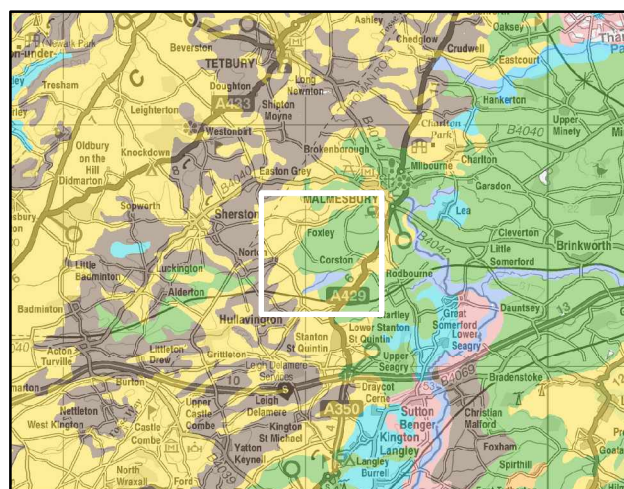 Ashley
Oaksey
Beverston
Chedglow
Crudwell
TETBURY
Eastcourt
Tresham
Doughton
Long
Newnton
Hankerton
Leighterton
A433
Shipton
Moyne
Charlton
Park
Upper
Minety
Westonbirt
B4014
B4040
Oldbury
on the
Hill
Didmarton
Knockdown
Brokenborough
Milbourne
Charlton
Easton Grey
B4040
Garsdon
Sopworth
Sherston
MALMESBURY
Lea
Foxley
Cleverton
B4042
Little
Somerford
Brinkworth
Little
Badminton
Luckington
Corston
Rodbourne
Alderton
A429
Dauntsey
13
Badminton
Hullavington
Great
Somerford
Lower
Seagry
Stanton
St Quintin
Lower Stanton
St Quintin
Acton
Turville
Littleton
Drew
Grittleton
Upper
Seagry
Leigh Delamere
Services
Burton
10
Bradenstoke
Draycot
Cerne
B4069
Nettleton
West Kington
Upper
Castle
Combe
Leigh
Delamere
A350
Sutton
Benger
Christian
Malford
Castle
Combe
Kington
St Michael
Kington
Langley
Foxham
Yatton
Keynell
Langley
Burrell
Spirthill
North
Wraxall
Ford